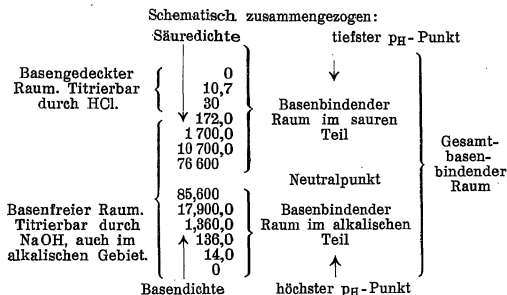 Schematisch zusammengezogen:
Säuredichte tiefster pH-Punkt
Basengedeckter
Raum. Titrierbar
durch HCl.
Basenfreier Raum.
Titrierbar durch
NaOH, auch im
alkalischen Gebiet.
0
10,7
30
172,0
1 700,0
10 700,0
76 600
85,600
17,900,0
1,360,0
136,0
14,0
0
Basenbindender
Raum im sauren
Teil
Neutralpunkt
Basenbindender
Raum im alkalischen
Teil
Gesamt-
basen-
bindender
Raum
Basendichte höchster pH-Punkt